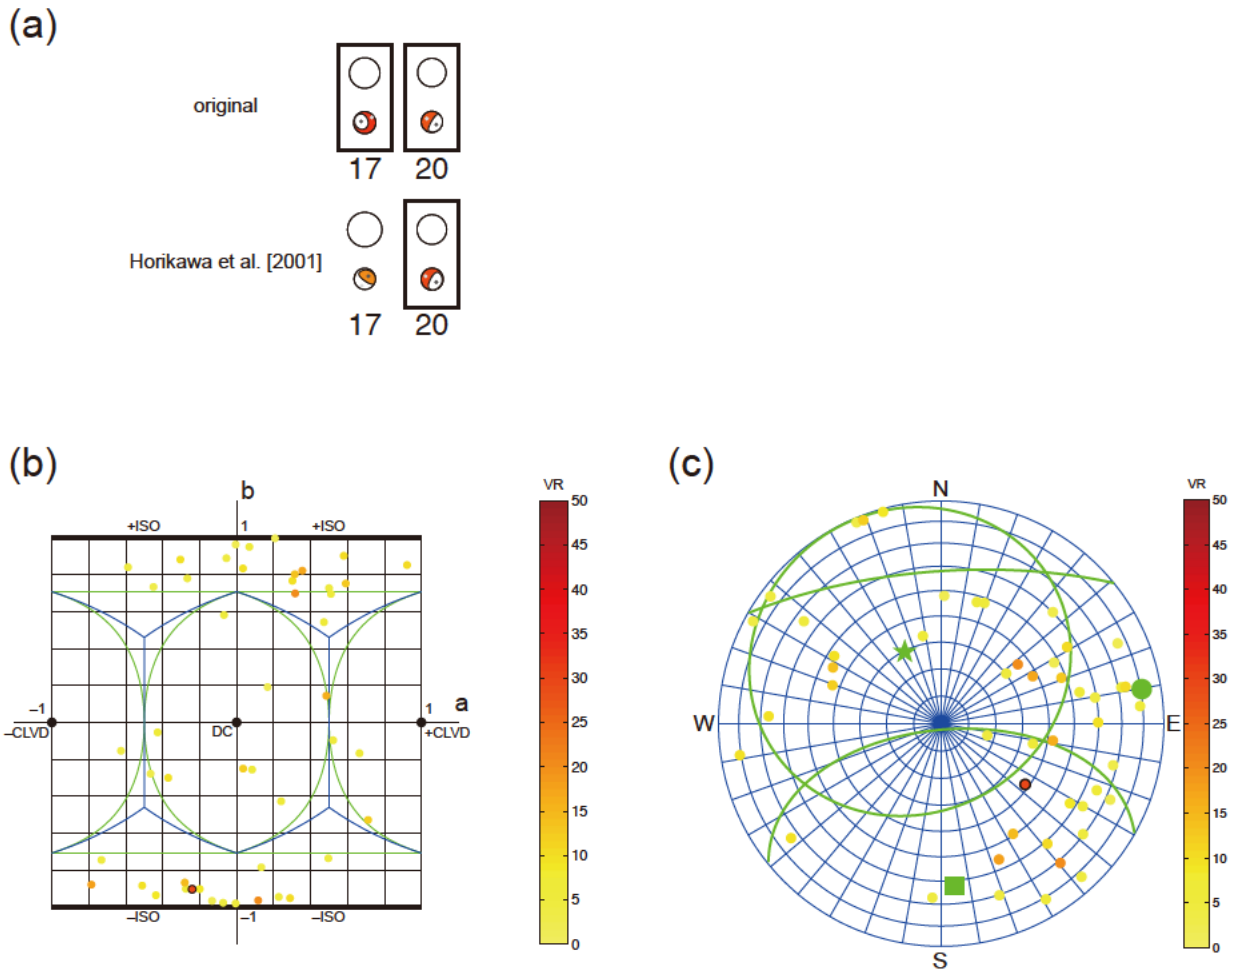 (a)
original
17 20
Horikawa et al. [2001]
17 20
(b)
b
+ISO 1 +ISO
–1 a 1
–CLVD DC +CLVD
–ISO –1 –ISO
VR
50
45
40
35
30
25
20
15
10
5
0
(c)
N
W E
S
VR
50
45
40
35
30
25
20
15
10
5
0